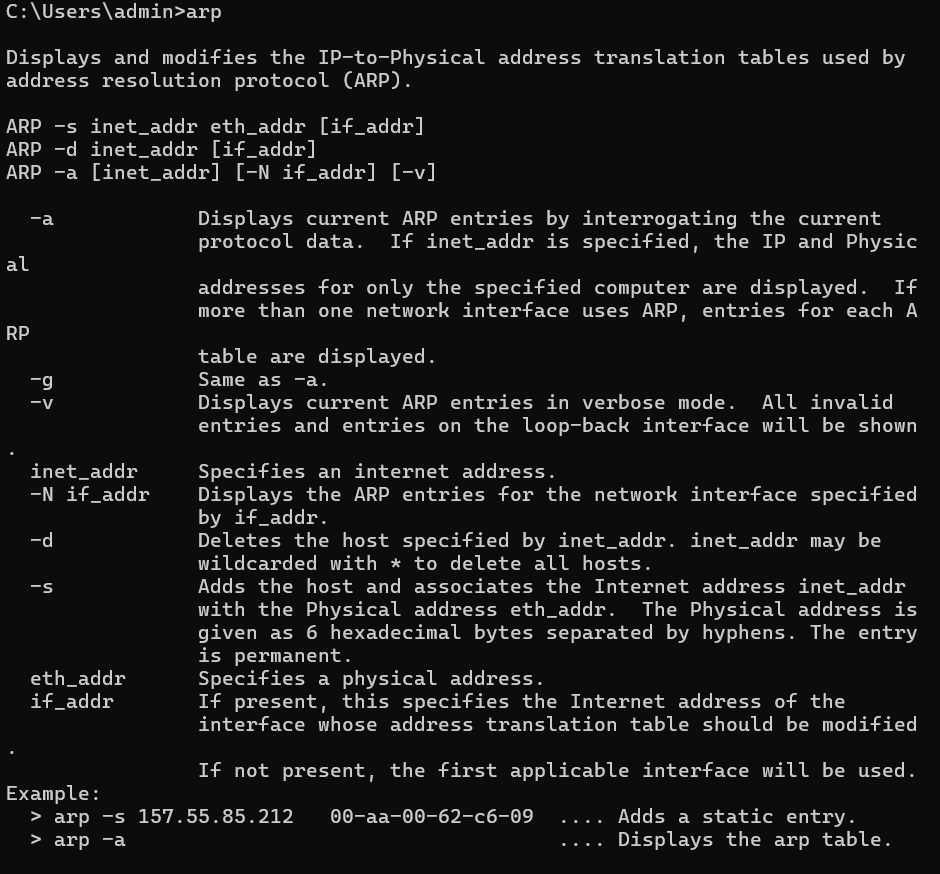 C:\Users\admin>arp

Displays and modifies the IP-to-Physical address translation tables used by
address resolution protocol (ARP).

ARP -s inet_addr eth_addr [if_addr]
ARP -d inet_addr [if_addr]
ARP -a [inet_addr] [-N if_addr] [-v]

  -a            Displays current ARP entries by interrogating the current
                protocol data.  If inet_addr is specified, the IP and Physic
al
                addresses for only the specified computer are displayed.  If
                more than one network interface uses ARP, entries for each A
RP
                table are displayed.
  -g            Same as -a.
  -v            Displays current ARP entries in verbose mode.  All invalid
                entries and entries on the loop-back interface will be shown
.
  inet_addr     Specifies an internet address.
  -N if_addr    Displays the ARP entries for the network interface specified
                by if_addr.
  -d            Deletes the host specified by inet_addr. inet_addr may be
                wildcarded with * to delete all hosts.
  -s            Adds the host and associates the Internet address inet_addr
                with the Physical address eth_addr.  The Physical address is
                given as 6 hexadecimal bytes separated by hyphens. The entry
                is permanent.
  eth_addr      Specifies a physical address.
  if_addr       If present, this specifies the Internet address of the
                interface whose address translation table should be modified
.
                If not present, the first applicable interface will be used.
Example:
  > arp -s 157.55.85.212   00-aa-00-62-c6-09  .... Adds a static entry.
  > arp -a                                    .... Displays the arp table.